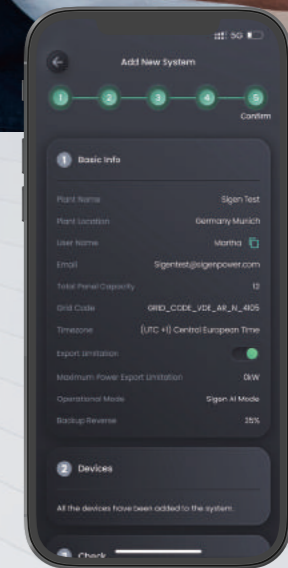 5G
Add New System
1 2 3 4 5
Confirm
1 Basic Info
Plant Name Sigen Test
Plant Location Germany Munich
User Name Martha
Email Sigentest@sigenpower.com
Total Panel Capacity 12
Grid Code GRID_CODE_VDE_AR_N_4105
Timezone (UTC +1) Central European Time
Export Limitation
Maximum Power Export Limitation 0kW
Operational Mode Sigen AI Mode
Backup Reverse 25%
2 Devices
All the devices have been added to the system.
3 Check